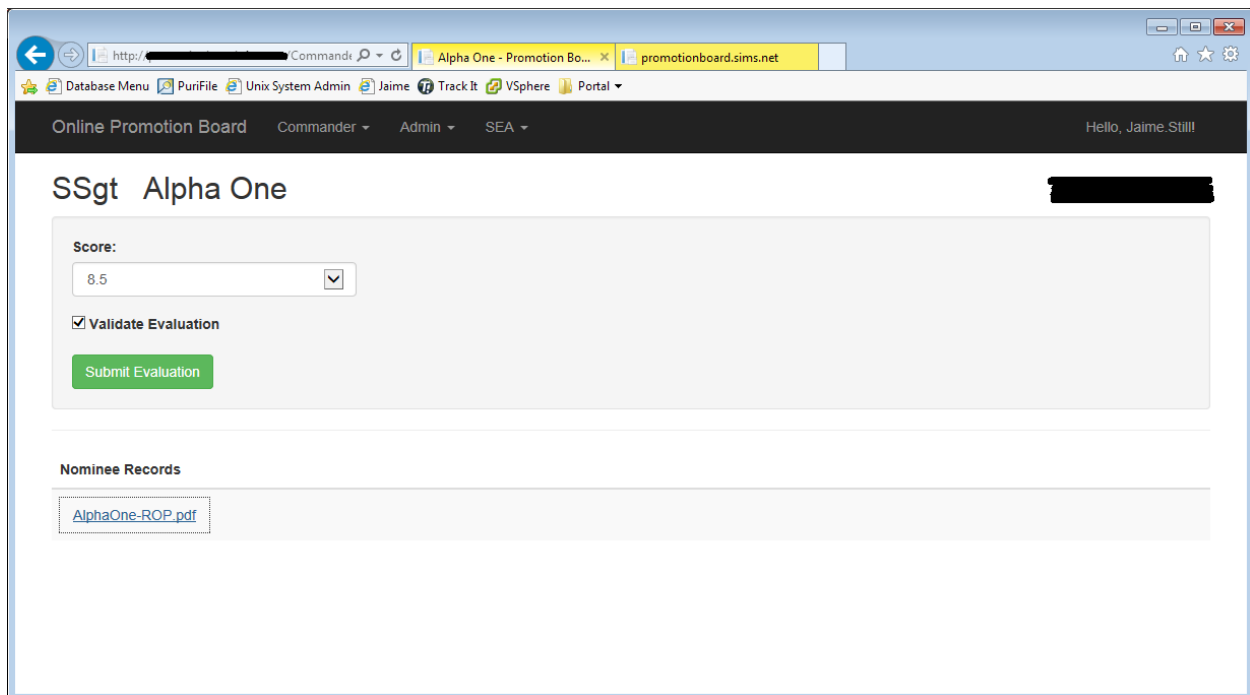 http:// /Commande
Alpha One - Promotion Bo...
promotionboard.sims.net
Database Menu PuriFile Unix System Admin Jaime Track It VSphere Portal
Online Promotion Board Commander Admin SEA Hello, Jaime.Still!
SSgt Alpha One
Score:
8.5
Validate Evaluation
Submit Evaluation
Nominee Records
AlphaOne-ROP.pdf